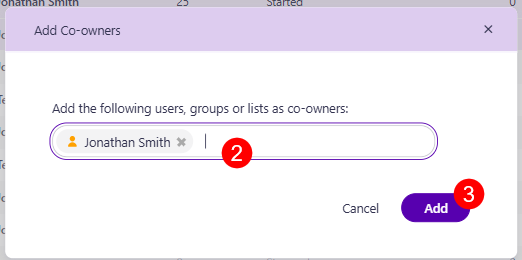 Jonathan Smith 25 Started 0
Add Co-owners
Add the following users, groups or lists as co-owners:
Jonathan Smith
2
3
Cancel Add